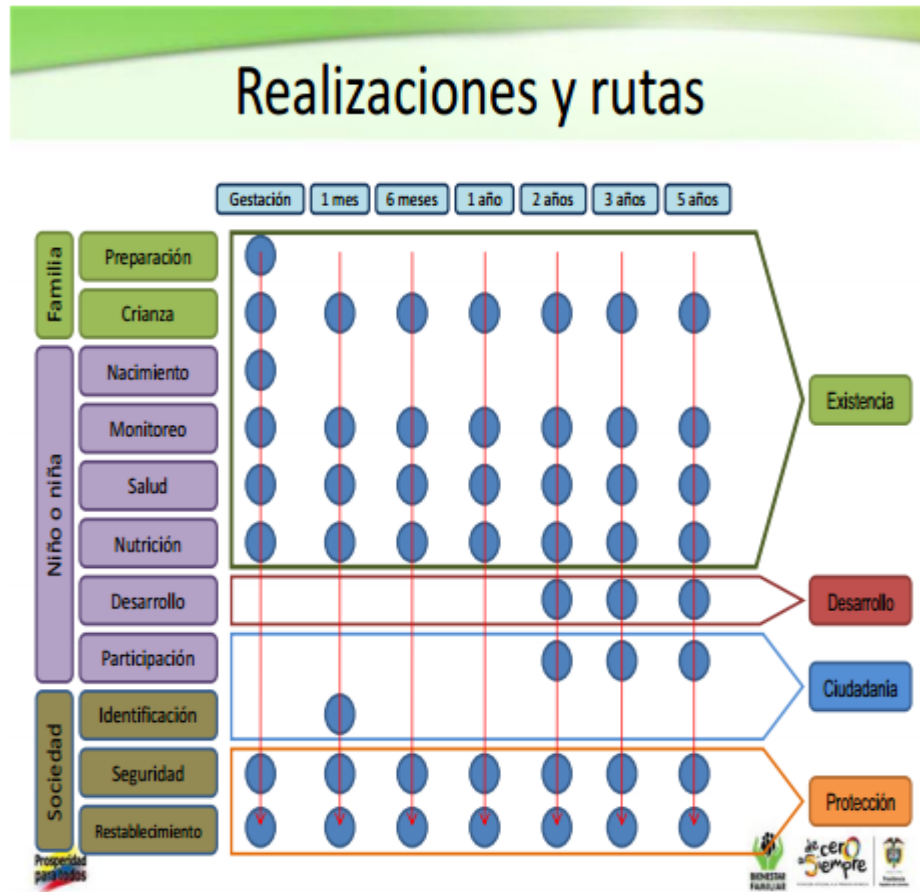 Realizaciones y rutas
Gestación 1 mes 6 meses 1 año 2 años 3 años 5 años
Familia
Preparación
Crianza
Niño o niña
Nacimiento
Monitoreo
Salud
Nutrición
Desarrollo
Participación
Sociedad
Identificación
Seguridad
Restablecimiento
Existencia
Desarrollo
Ciudadania
Protección
Prosperidad
para todos
BIENESTAR
FAMILIAR
de cerO
a Siempre